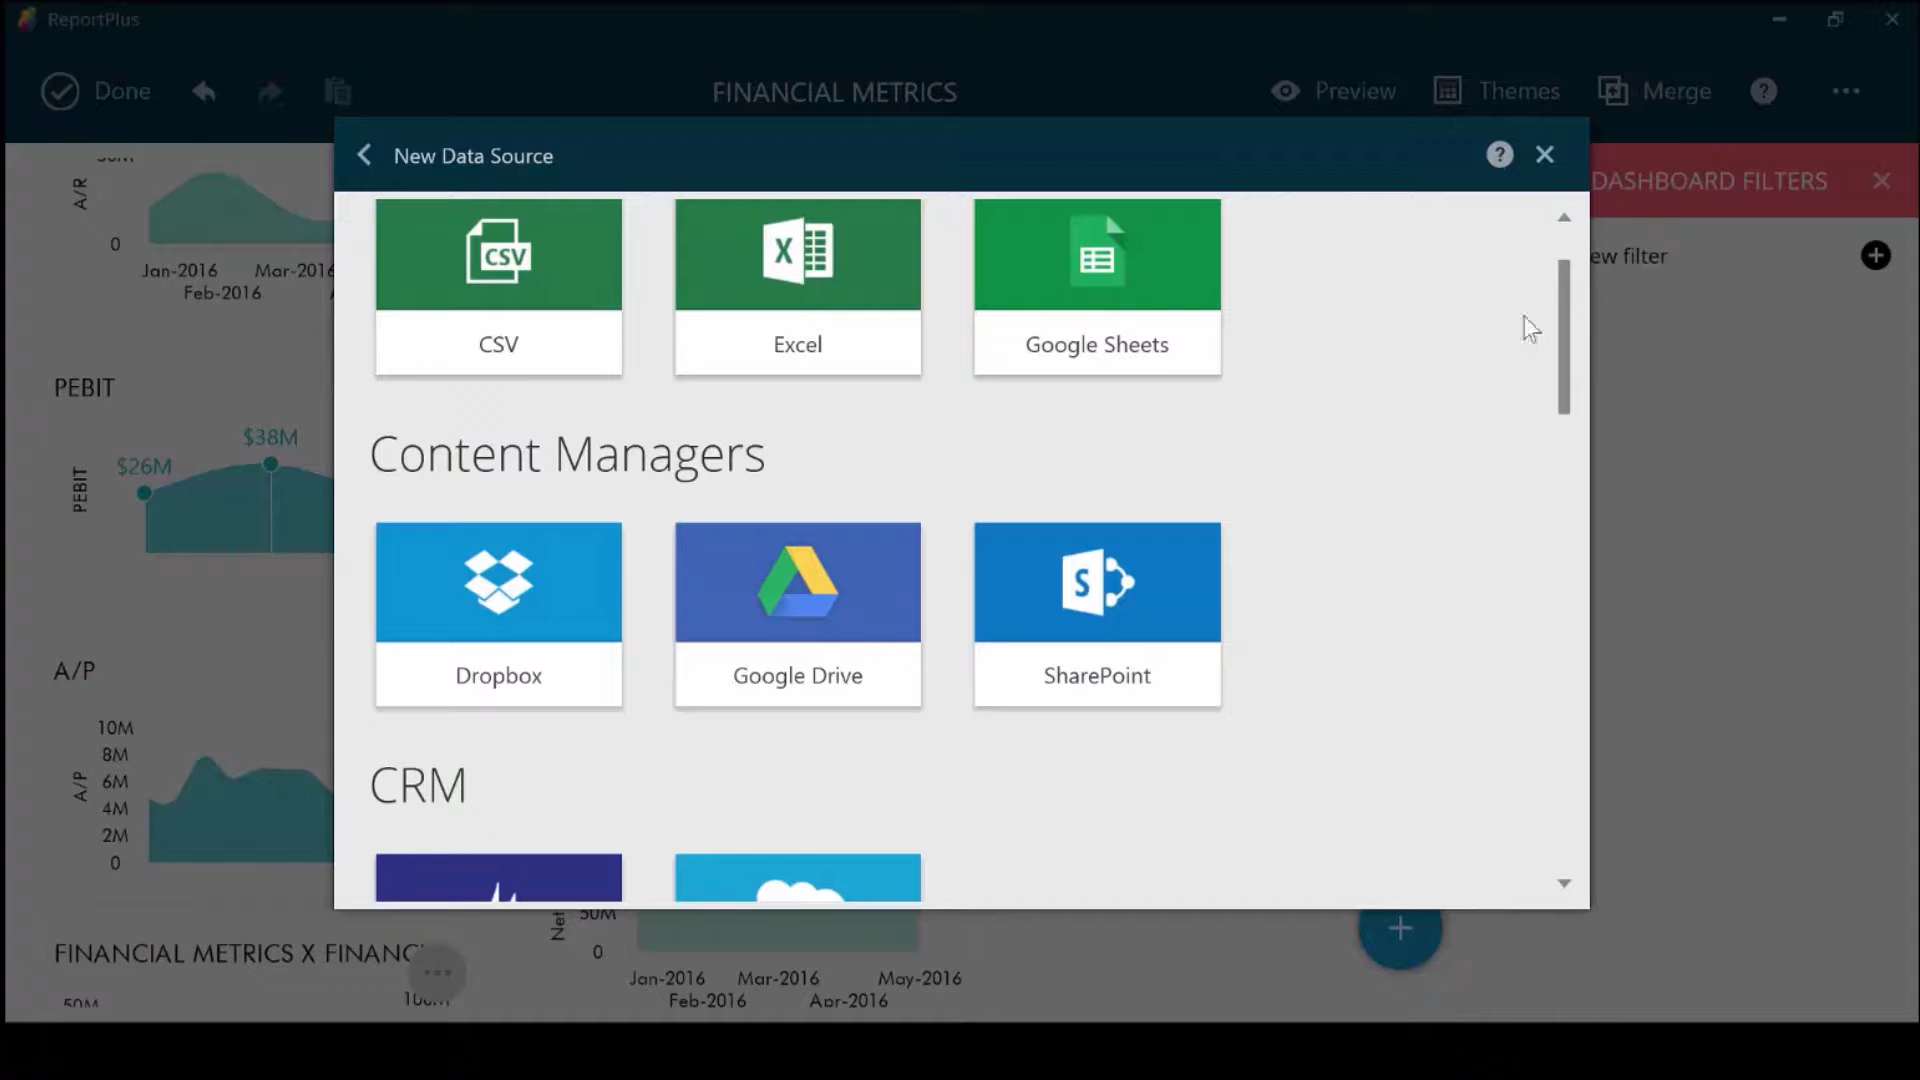 ReportPlus
Done
FINANCIAL METRICS
Preview
Themes
Merge
?
New Data Source
?
DASHBOARD FILTERS
ew filter
CSV
X
CSV
Excel
Google Sheets
Content Managers
S
Dropbox
Google Drive
SharePoint
CRM
A/R
0
Jan-2016
Mar-2016
Feb-2016
PEBIT
$38M
$26M
PEBIT
A/P
10M
8M
6M
4M
2M
0
A/P
FINANCIAL METRICS X FINANC
50M
Net
50M
0
Jan-2016
Mar-2016
May-2016
Feb-2016
Apr-2016